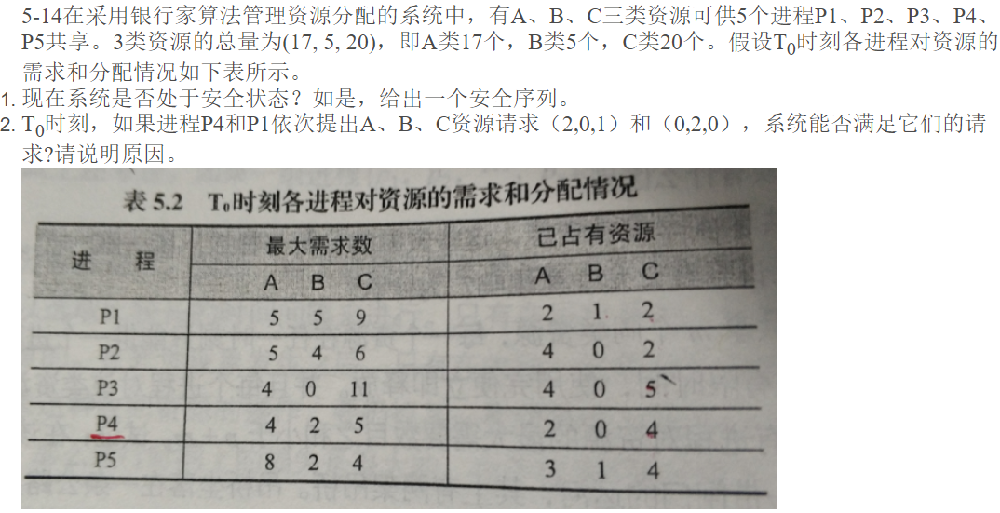 5-14在采用银行家算法管理资源分配的系统中，有A、B、C三类资源可供5个进程P1、P2、P3、P4、
P5共享。3类资源的总量为(17, 5, 20)，即A类17个，B类5个，C类20个。假设T0时刻各进程对资源的
需求和分配情况如下表所示。
1. 现在系统是否处于安全状态？如是，给出一个安全序列。
2. T0时刻，如果进程P4和P1依次提出A、B、C资源请求（2,0,1）和（0,2,0），系统能否满足它们的请
求?请说明原因。
表 5.2 T0时刻各进程对资源的需求和分配情况
进 程 最大需求数 已占有资源
A B C A B C
P1 5 5 9 2 1 2
P2 5 4 6 4 0 2
P3 4 0 11 4 0 5
P4 4 2 5 2 0 4
P5 8 2 4 3 1 4